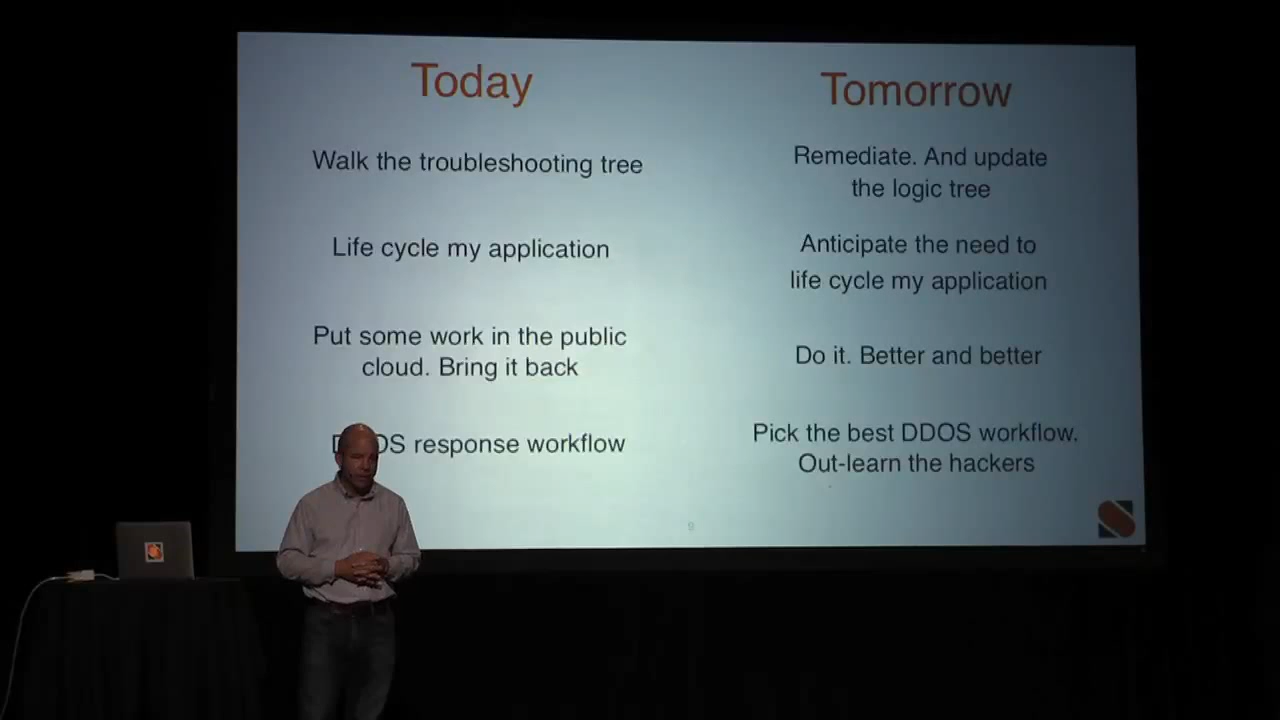 Today
Walk the troubleshooting tree
Life cycle my application
Put some work in the public
cloud. Bring it back
response workflow
Tomorrow
Remediate. And update
the logic tree
Anticipate the need to
life cycle my application
Do it. Better and better
Pick the best DDOS workflow.
Out-learn the hackers
9